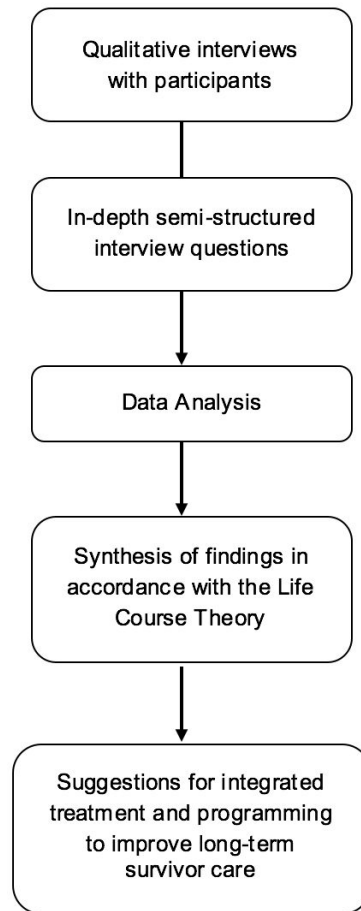 Qualitative interviews
with participants
In-depth semi-structured
interview questions
Data Analysis
Synthesis of findings in
accordance with the Life
Course Theory
Suggestions for integrated
treatment and programming
to improve long-term
survivor care